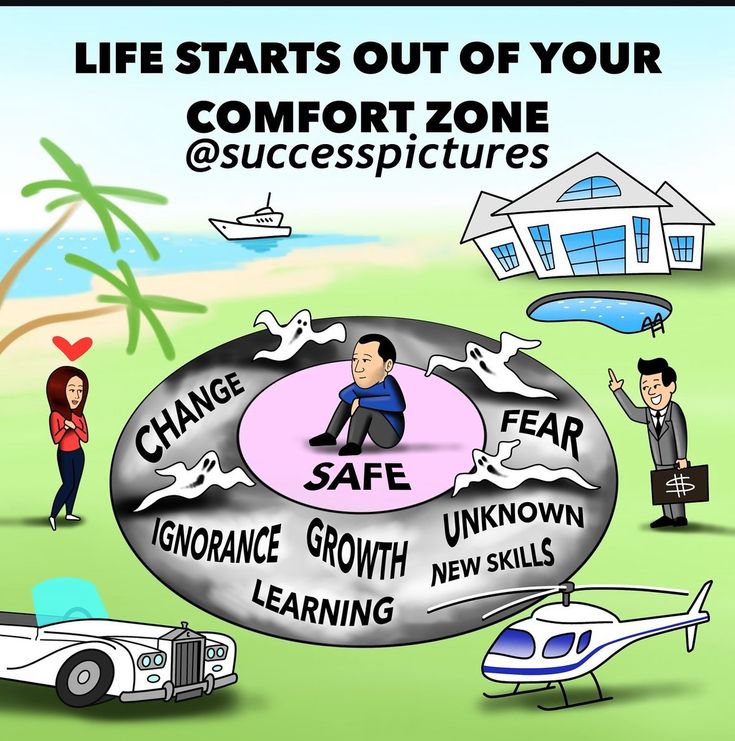 LIFE STARTS OUT OF YOUR
COMFORT ZONE
@successpictures
CHANGE
FEAR
SAFE
IGNORANCE
GROWTH
UNKNOWN
NEW SKILLS
LEARNING
$